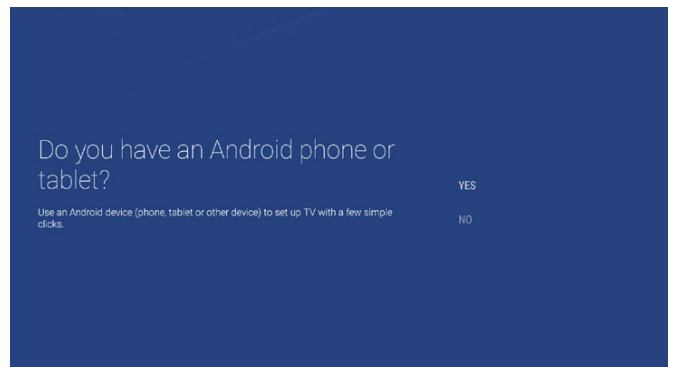 Do you have an Android phone or
tablet?
Use an Android device (phone, tablet or other device) to set up TV with a few simple
clicks.
YES
NO